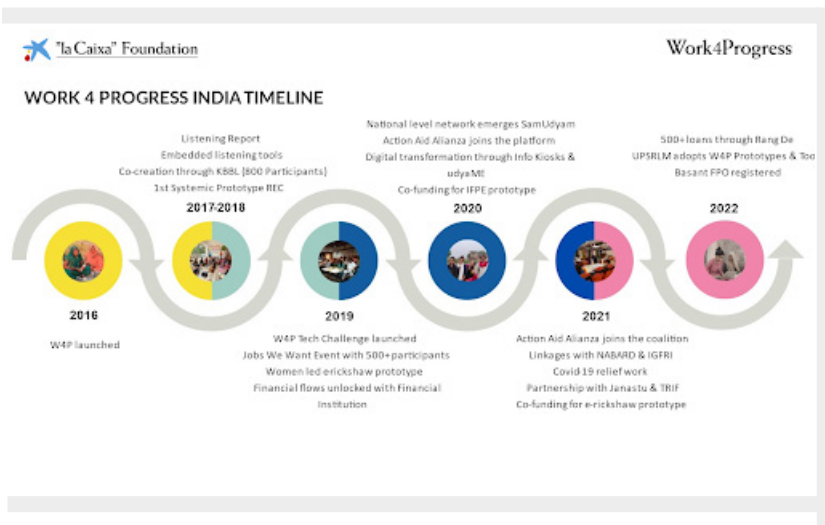 "la Caixa" Foundation
Work4Progress
WORK 4 PROGRESS INDIA TIMELINE
Listening Report
Embedded listening tools
Co-creation through KBBL (800 Participants)
1st Systemic Prototype REC
2017-2018
National level network emerges SamUdyam
Action Aid Alianza joins the platform
Digital transformation through Info Kiosks &
udyaME
Co-funding for IFPE prototype
2020
500+loans through Rang De
UPSRLM adopts W4P Prototypes & Too
Basant FPO registered
2022
2016
W4P launched
2019
W4P Tech Challenge launched
Jobs We Want Event with 500+participants
Women led erickshaw prototype
Financial flows unlocked with Financial
Institution
2021
Action Aid Alianza joins the coalition
Linkages with NABARD & IGFRI
Covid 19 relief work
Partnership with Janastu & TRIF
Co-funding for e-rickshaw prototype